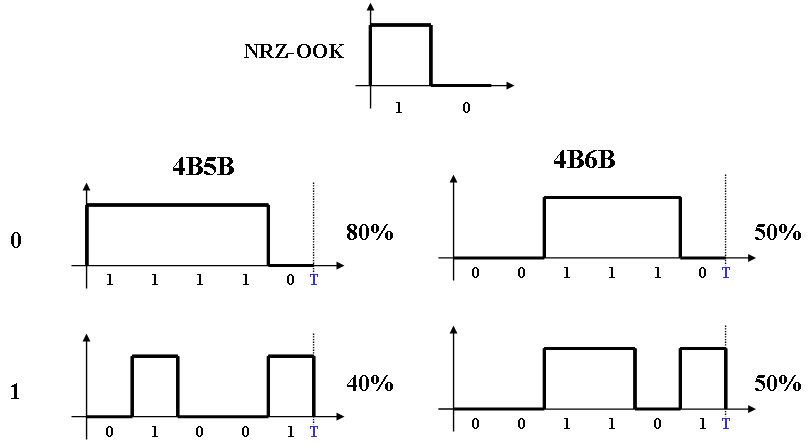 NRZ-OOK
1 0
4B5B 4B6B
0 80% 50%
1 1 1 1 0 T 0 0 1 1 1 0 T
1 40% 50%
0 1 0 0 1 T 0 0 1 1 0 1 T